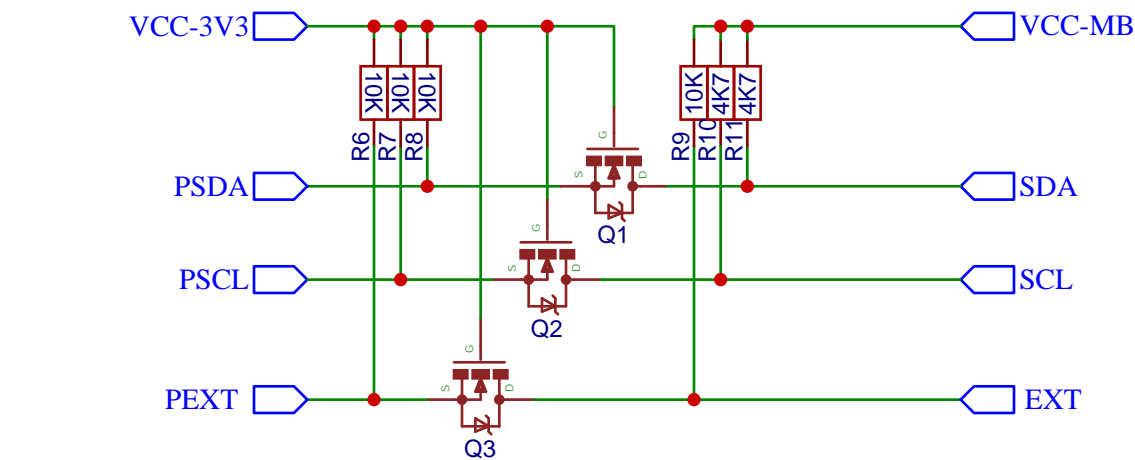 VCC-3V3
VCC-MB
10K
10K
10K
10K
4K7
4K7
R6
R7
R8
R9
R10
R11
G
S
D
Q1
PSDA
SDA
G
S
D
Q2
PSCL
SCL
G
S
D
Q3
PEXT
EXT